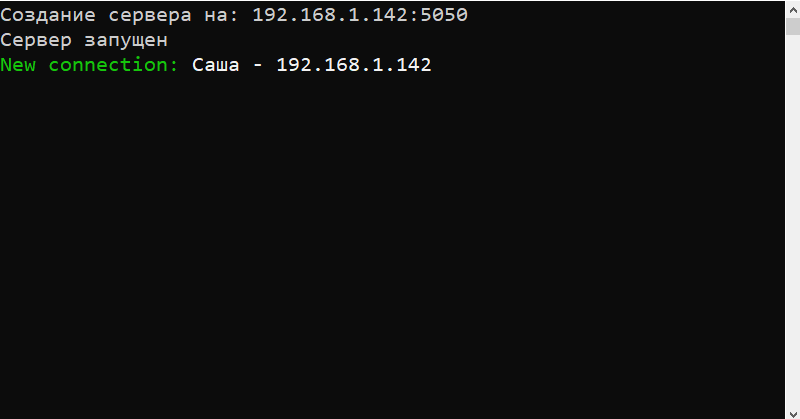 Создание сервера на: 192.168.1.142:5050
Сервер запущен
New connection: Саша - 192.168.1.142